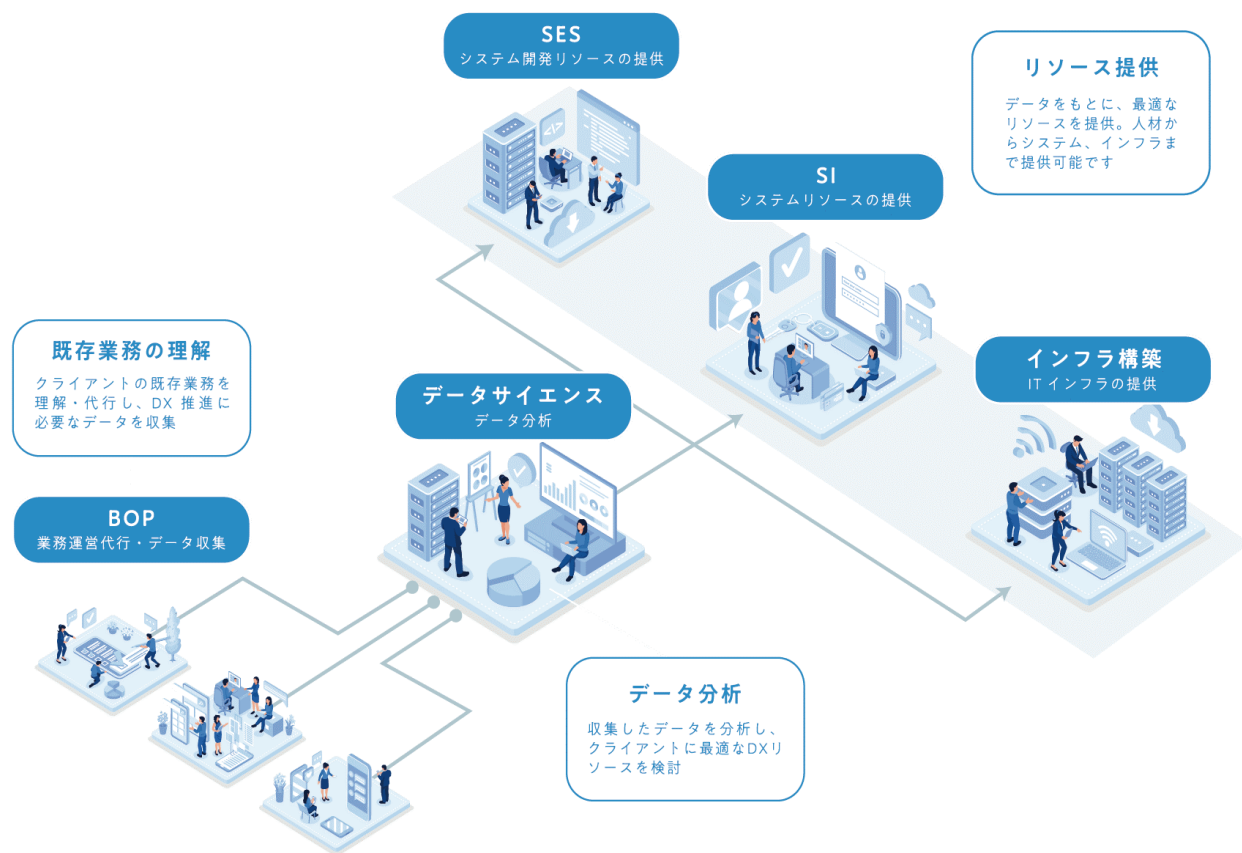 SES
システム開発リソースの提供
リソース提供
データをもとに、最適な
リソースを提供。人材か
らシステム、インフラま
で提供可能です
SI
システムリソースの提供
既存業務の理解
クライアントの既存業務を
理解・代行し、DX 推進に
必要なデータを収集
インフラ構築
IT インフラの提供
データサイエンス
データ分析
BOP
業務運営代行・データ収集
データ分析
収集したデータを分析し、
クライアントに最適なDXリ
ソースを検討